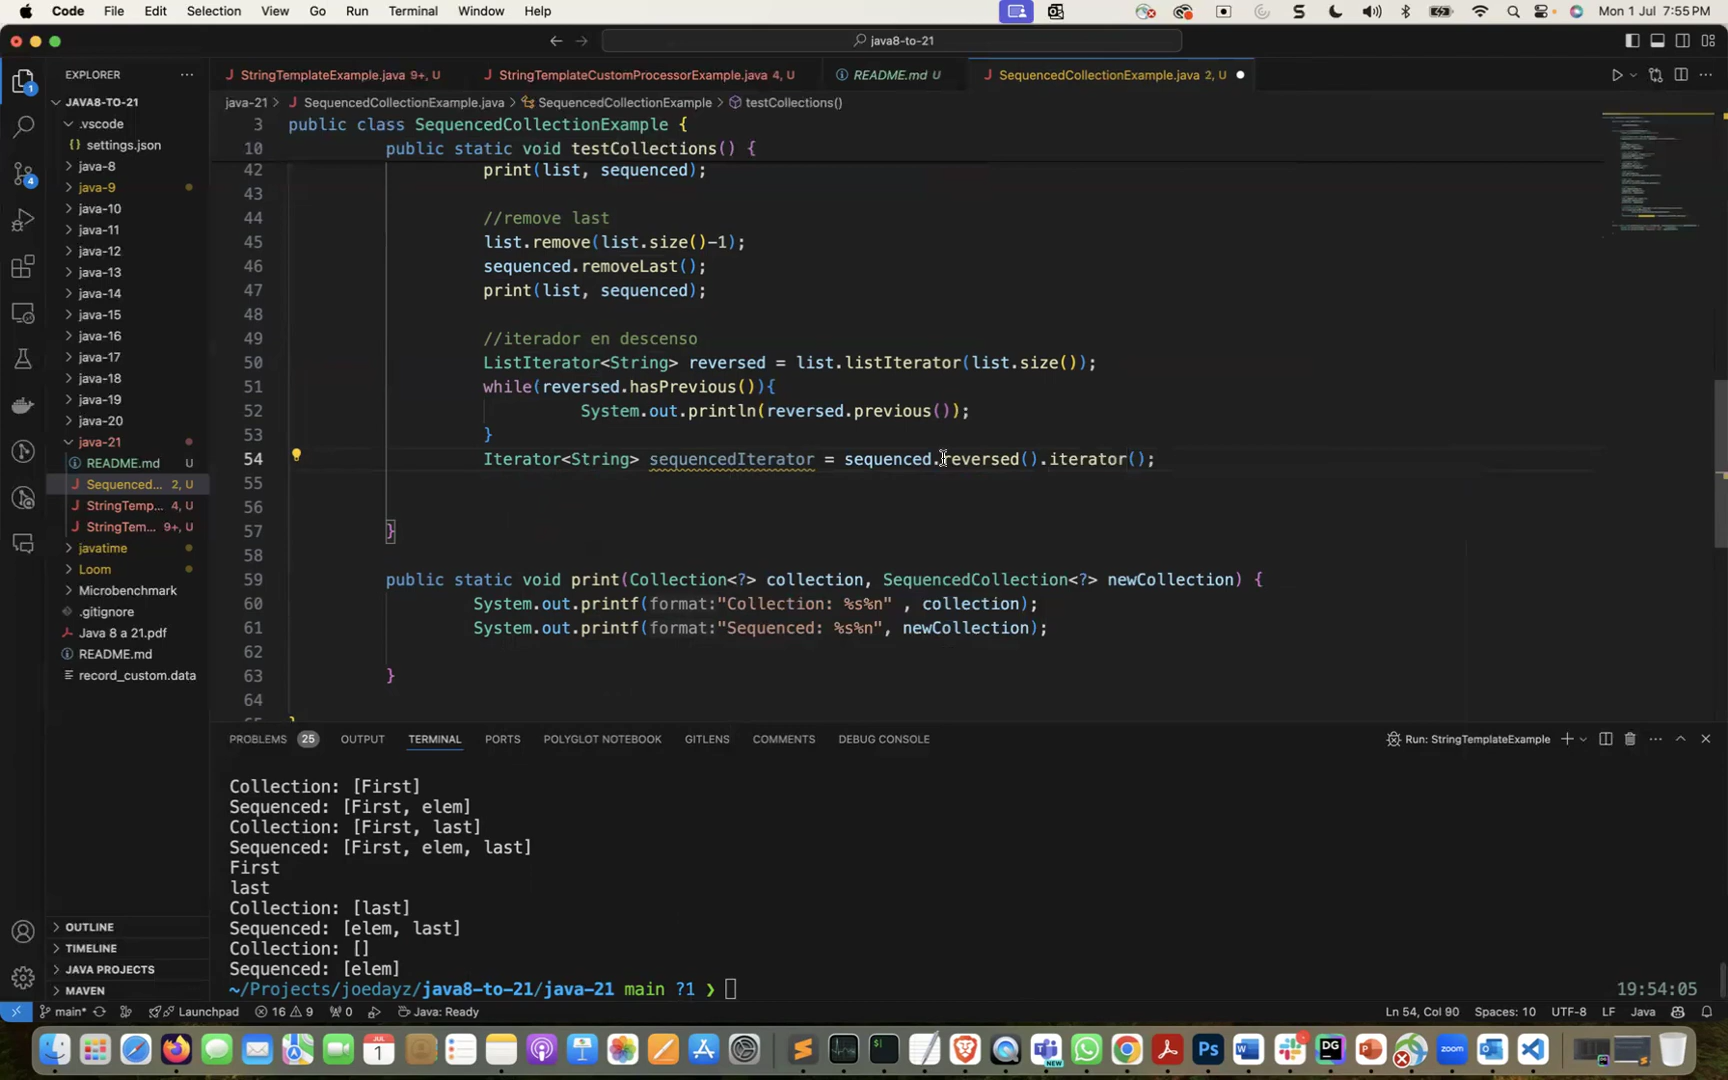 Code File Edit Selection View Go Run Terminal Window Help Mon 1 Jul 7:55 PM
java8-to-21
EXPLORER
StringTemplateExample.java 9+, U
StringTemplateCustomProcessorExample.java 4, U
README.md U
SequencedCollectionExample.java 2, U
java-21 > SequencedCollectionExample.java > SequencedCollectionExample > testCollections()
JAVA8-TO-21
.vscode
settings.json
java-8
java-9
java-10
java-11
java-12
java-13
java-14
java-15
java-16
java-17
java-18
java-19
java-20
java-21
README.md U
Sequenced... 2, U
StringTemp... 4, U
StringTem... 9+, U
javatime
Loom
Microbenchmark
.gitignore
Java 8 a 21.pdf
README.md
record_custom.data
OUTLINE
TIMELINE
JAVA PROJECTS
MAVEN
3 public class SequencedCollectionExample {
10 public static void testCollections() {
42 print(list, sequenced);
43
44 //remove last
45 list.remove(list.size()-1);
46 sequenced.removeLast();
47 print(list, sequenced);
48
49 //iterador en descenso
50 ListIterator<String> reversed = list.listIterator(list.size());
51 while(reversed.hasPrevious()){
52 System.out.println(reversed.previous());
53 }
54 Iterator<String> sequencedIterator = sequenced.reversed().iterator();
55
56
57 }
58
59 public static void print(Collection<?> collection, SequencedCollection<?> newCollection) {
60 System.out.printf(format:"Collection: %s%n" , collection);
61 System.out.printf(format:"Sequenced: %s%n", newCollection);
62
63 }
64
65 }
PROBLEMS 25 OUTPUT TERMINAL PORTS POLYGLOT NOTEBOOK GITLENS COMMENTS DEBUG CONSOLE Run: StringTemplateExample
Collection: [First]
Sequenced: [First, elem]
Collection: [First, last]
Sequenced: [First, elem, last]
First
last
Collection: [last]
Sequenced: [elem, last]
Collection: []
Sequenced: [elem]
~/Projects/joedayz/java8-to-21/java-21 main ?1 ❯ 19:54:05
main* Launchpad 16 9 0 Java: Ready Ln 54, Col 90 Spaces: 10 UTF-8 LF Java